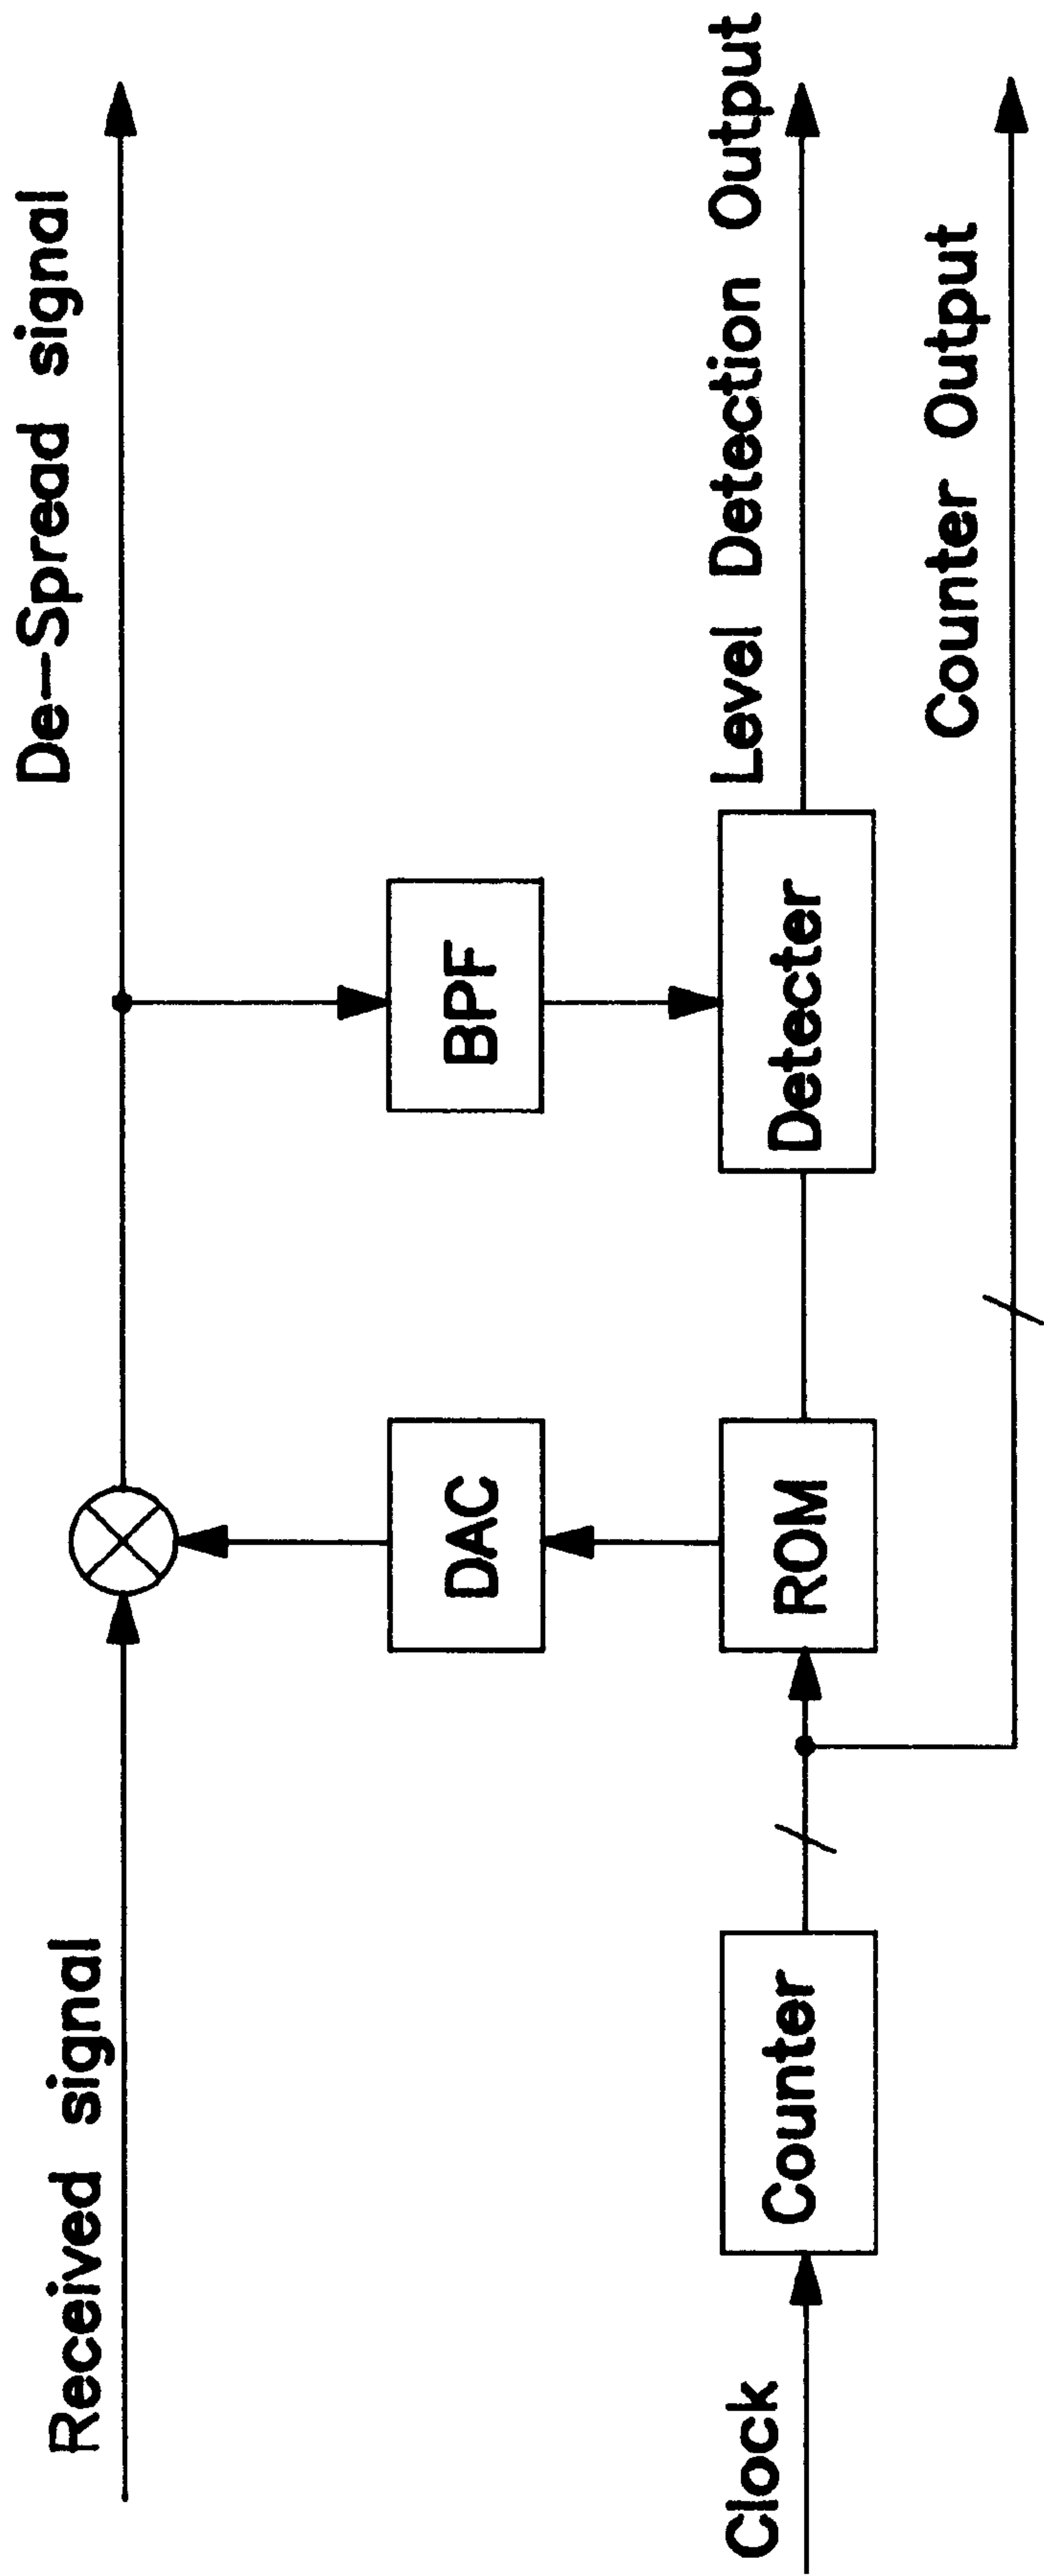 Received signal
De-Spread signal
DAC
BPF
Clock
Counter
ROM
Detecter
Level Detection Output
Counter Output